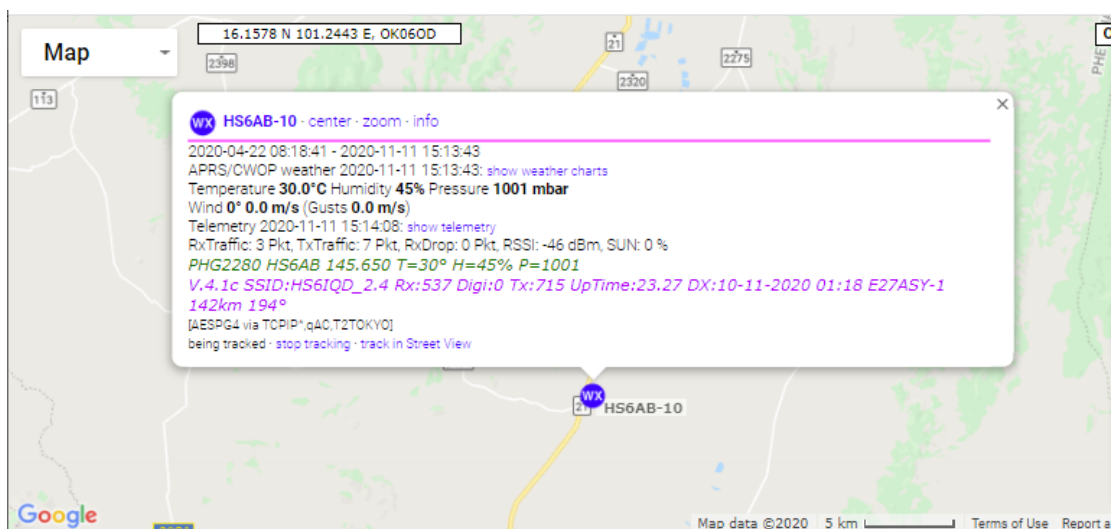 Map
16.1578 N 101.2443 E, OK06OD
21
2398
2275
2320
113
PHE
WX HS6AB-10 · center · zoom · info
2020-04-22 08:18:41 - 2020-11-11 15:13:43
APRS/CWOP weather 2020-11-11 15:13:43: show weather charts
Temperature 30.0°C Humidity 45% Pressure 1001 mbar
Wind 0° 0.0 m/s (Gusts 0.0 m/s)
Telemetry 2020-11-11 15:14:08: show telemetry
RxTraffic: 3 Pkt, TxTraffic: 7 Pkt, RxDrop: 0 Pkt, RSSI: -46 dBm, SUN: 0 %
PHG2280 HS6AB 145.650 T=30° H=45% P=1001
V.4.1c SSID:HS6IQD_2.4 Rx:537 Digi:0 Tx:715 UpTime:23.27 DX:10-11-2020 01:18 E27ASY-1
142km 194°
[AESPG4 via TCPIP*,qAC,T2TOKYO]
being tracked · stop tracking · track in Street View
WX
HS6AB-10
Google
Map data ©2020 5 km Terms of Use Report a